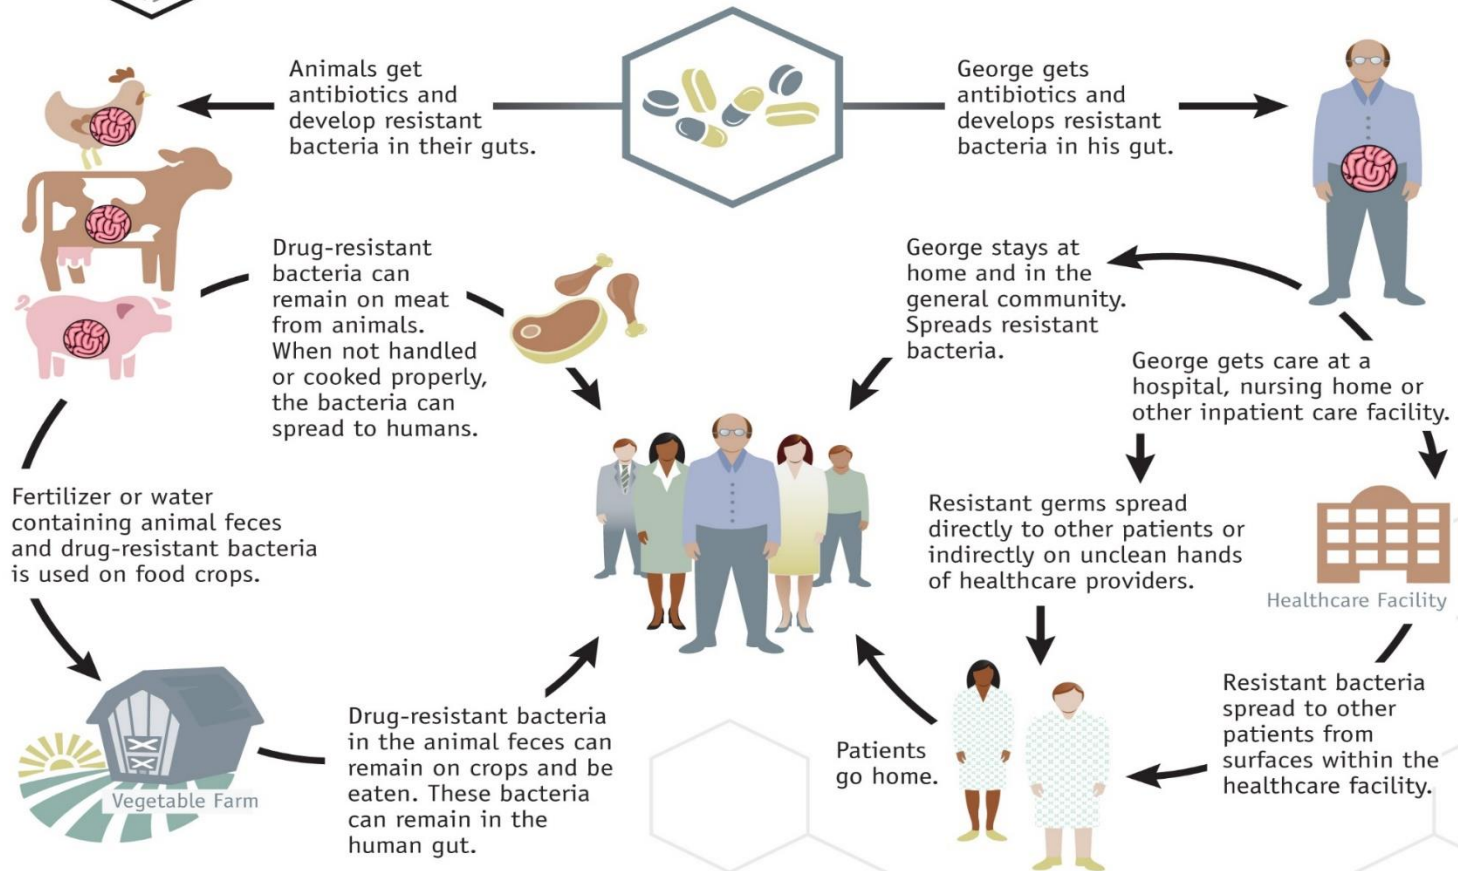 Animals get
antibiotics and
develop resistant
bacteria in their guts.
George gets
antibiotics and
develops resistant
bacteria in his gut.
Drug-resistant
bacteria can
remain on meat
from animals.
When not handled
or cooked properly,
the bacteria can
spread to humans.
George stays at
home and in the
general community.
Spreads resistant
bacteria.
George gets care at a
hospital, nursing home or
other inpatient care facility.
Fertilizer or water
containing animal feces
and drug-resistant bacteria
is used on food crops.
Resistant germs spread
directly to other patients or
indirectly on unclean hands
of healthcare providers.
Healthcare Facility
Vegetable Farm
Drug-resistant bacteria
in the animal feces can
remain on crops and be
eaten. These bacteria
can remain in the
human gut.
Patients
go home.
Resistant bacteria
spread to other
patients from
surfaces within the
healthcare facility.